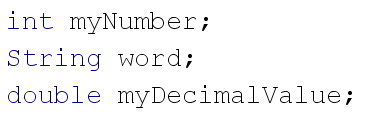 int myNumber;
String word;
double myDecimalValue;